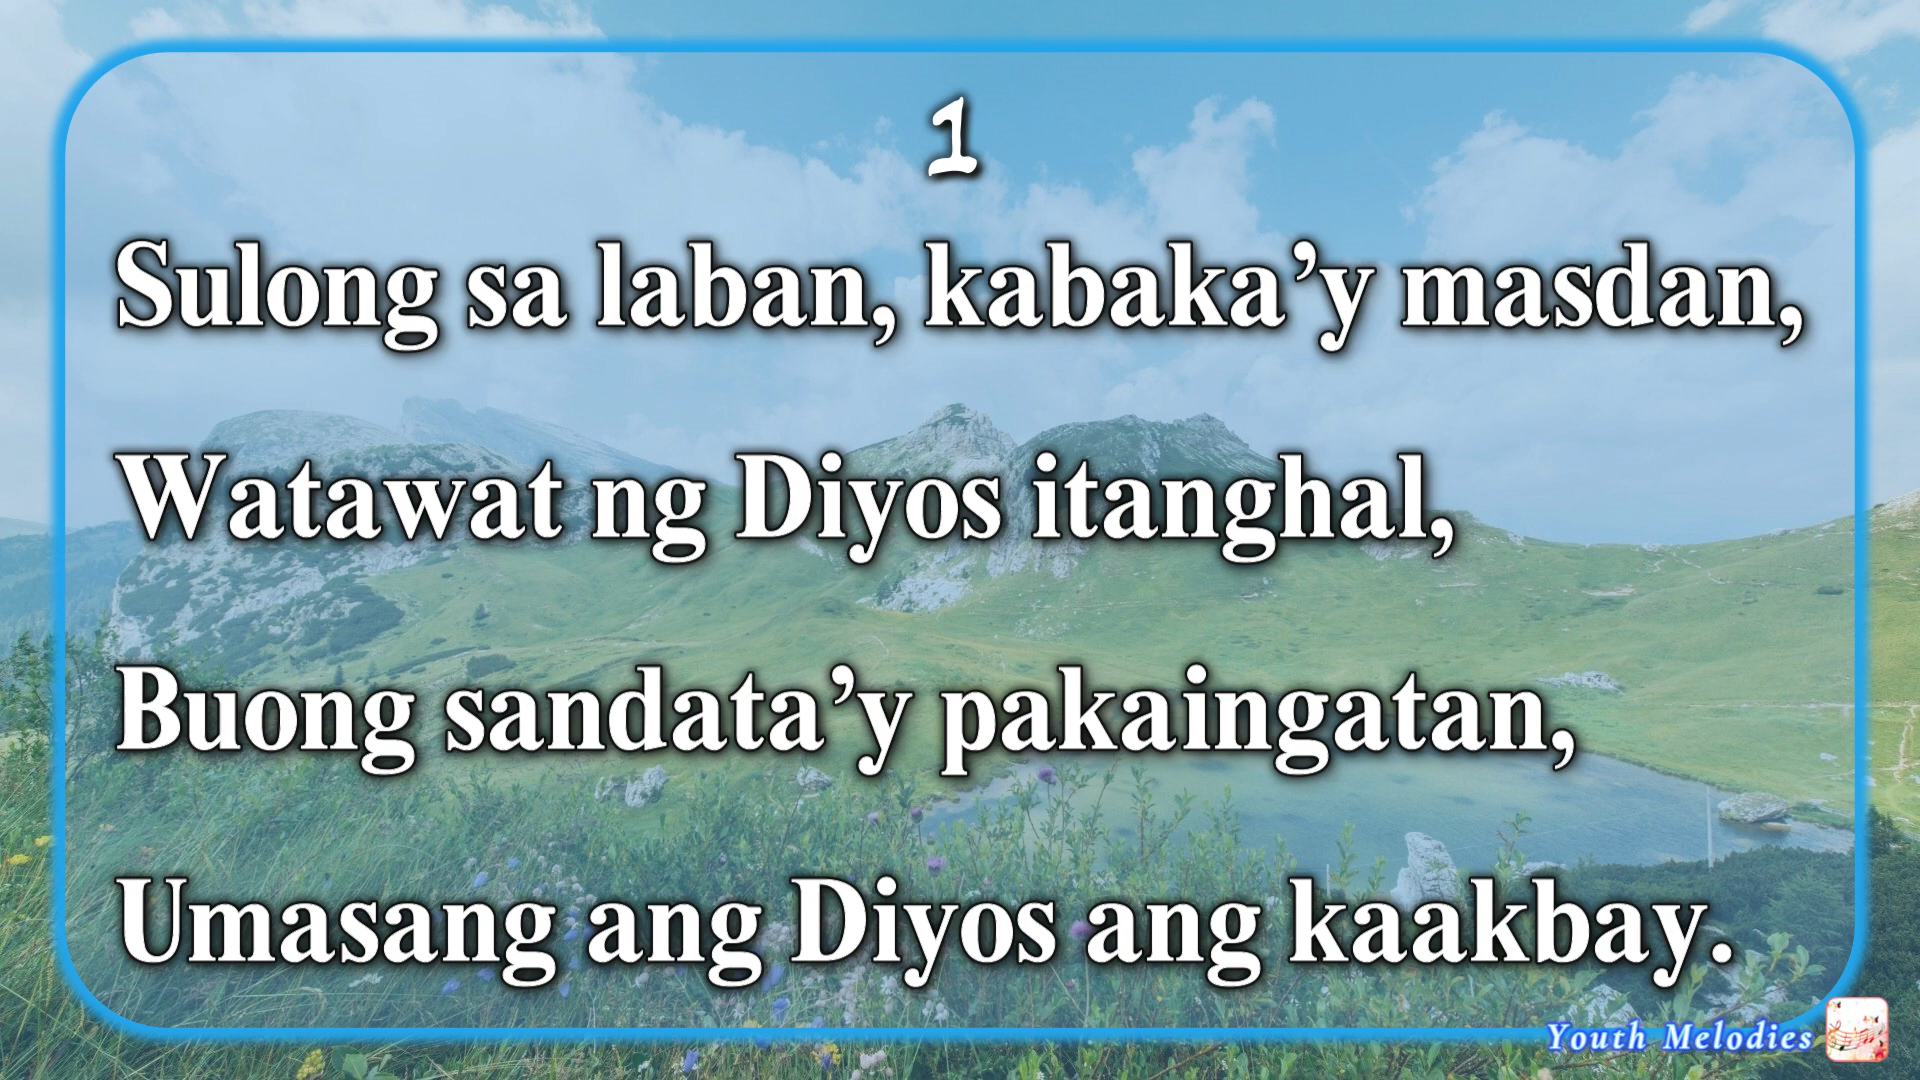 1
Sulong sa laban, kabaka’y masdan,
Watawat ng Diyos itanghal,
Buong sandata’y pakaingatan,
Umasang ang Diyos ang kaakbay.
Youth Melodies